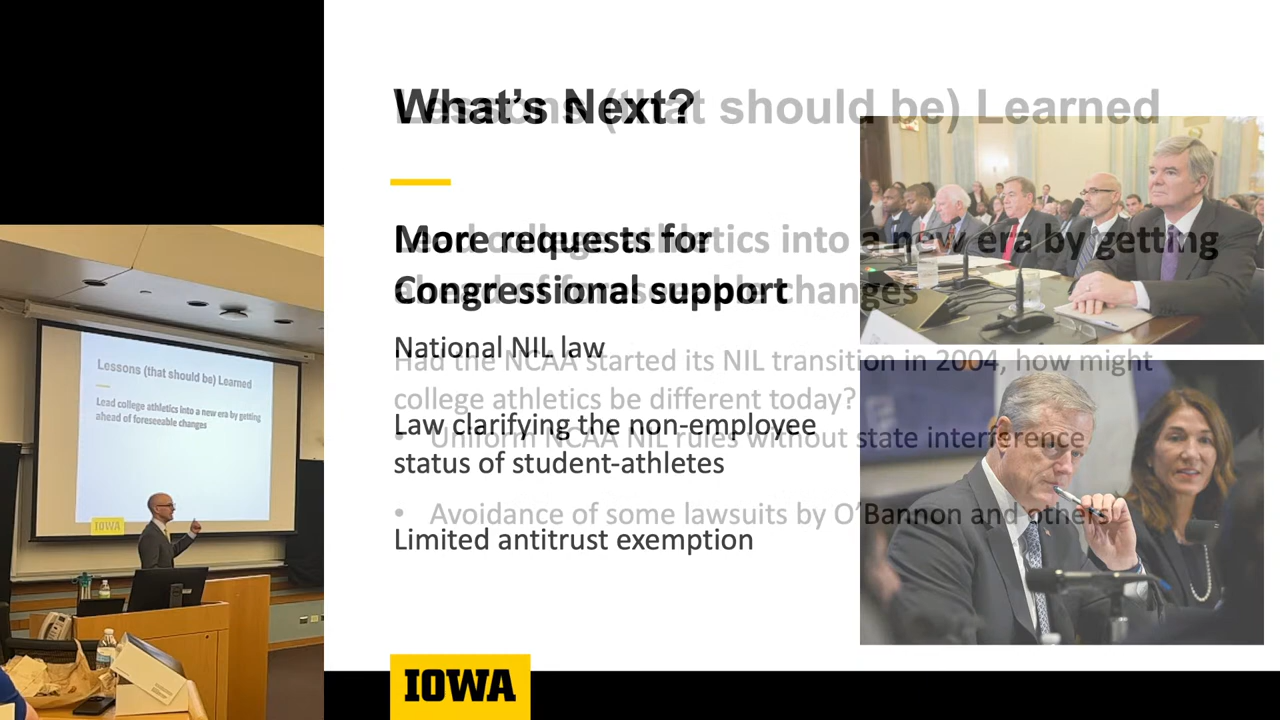 What's Next?
Lessons (that should be) Learned
More requests for
Congressional support
Lead college athletics into a new era by getting
ahead of foreseeable changes
National NIL law
Had the NCAA started its NIL transition in 2004, how might
college athletics be different today?
Law clarifying the non-employee
status of student-athletes
• Uniform NCAA NIL rules without state interference
• Avoidance of some lawsuits by O'Bannon and others
Limited antitrust exemption
IOWA
Lessons (that should be) Learned
Lead college athletics into a new era by getting
ahead of foreseeable changes
IOWA